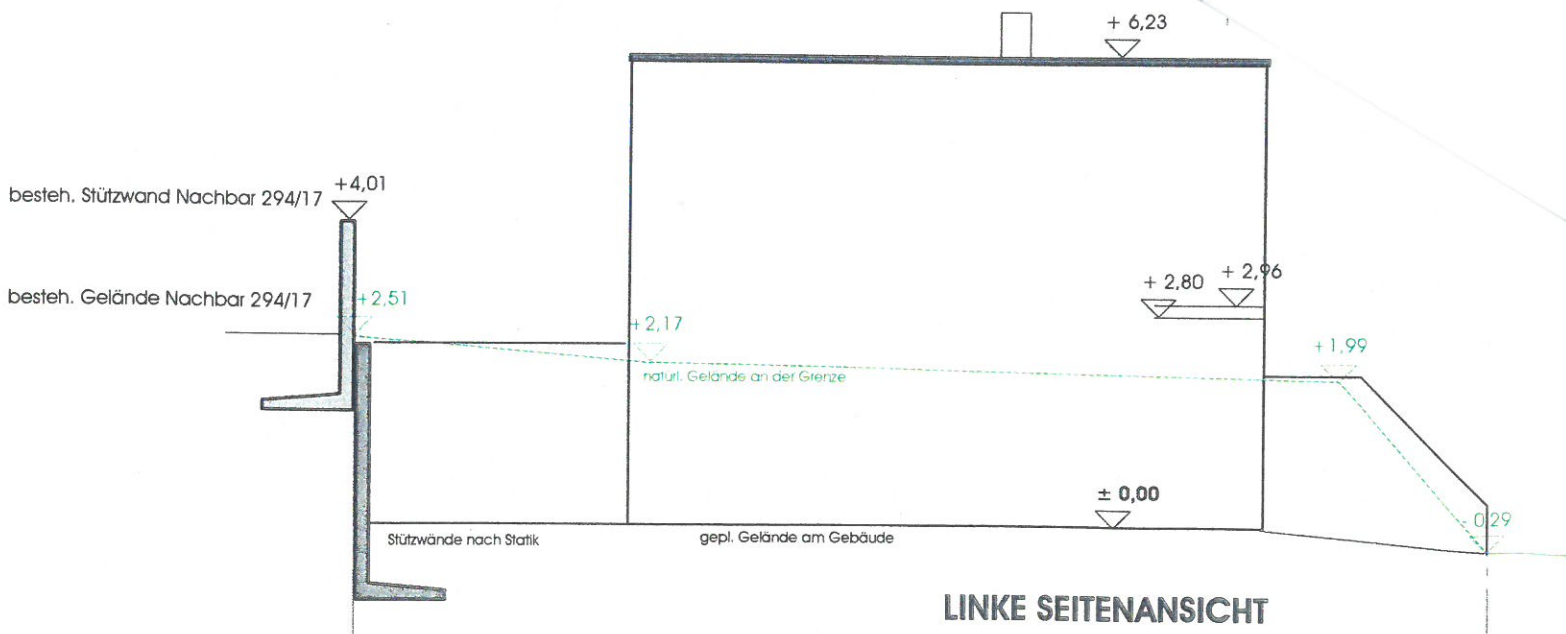 + 6,23
besteh. Stützwand Nachbar 294/17
+4,01
besteh. Gelände Nachbar 294/17
+2,51
+2,17
+ 2,80
+ 2,96
natürl. Gelände an der Grenze
+1,99
± 0,00
- 0,29
Stützwände nach Statik
gepl. Gelände am Gebäude
LINKE SEITENANSICHT